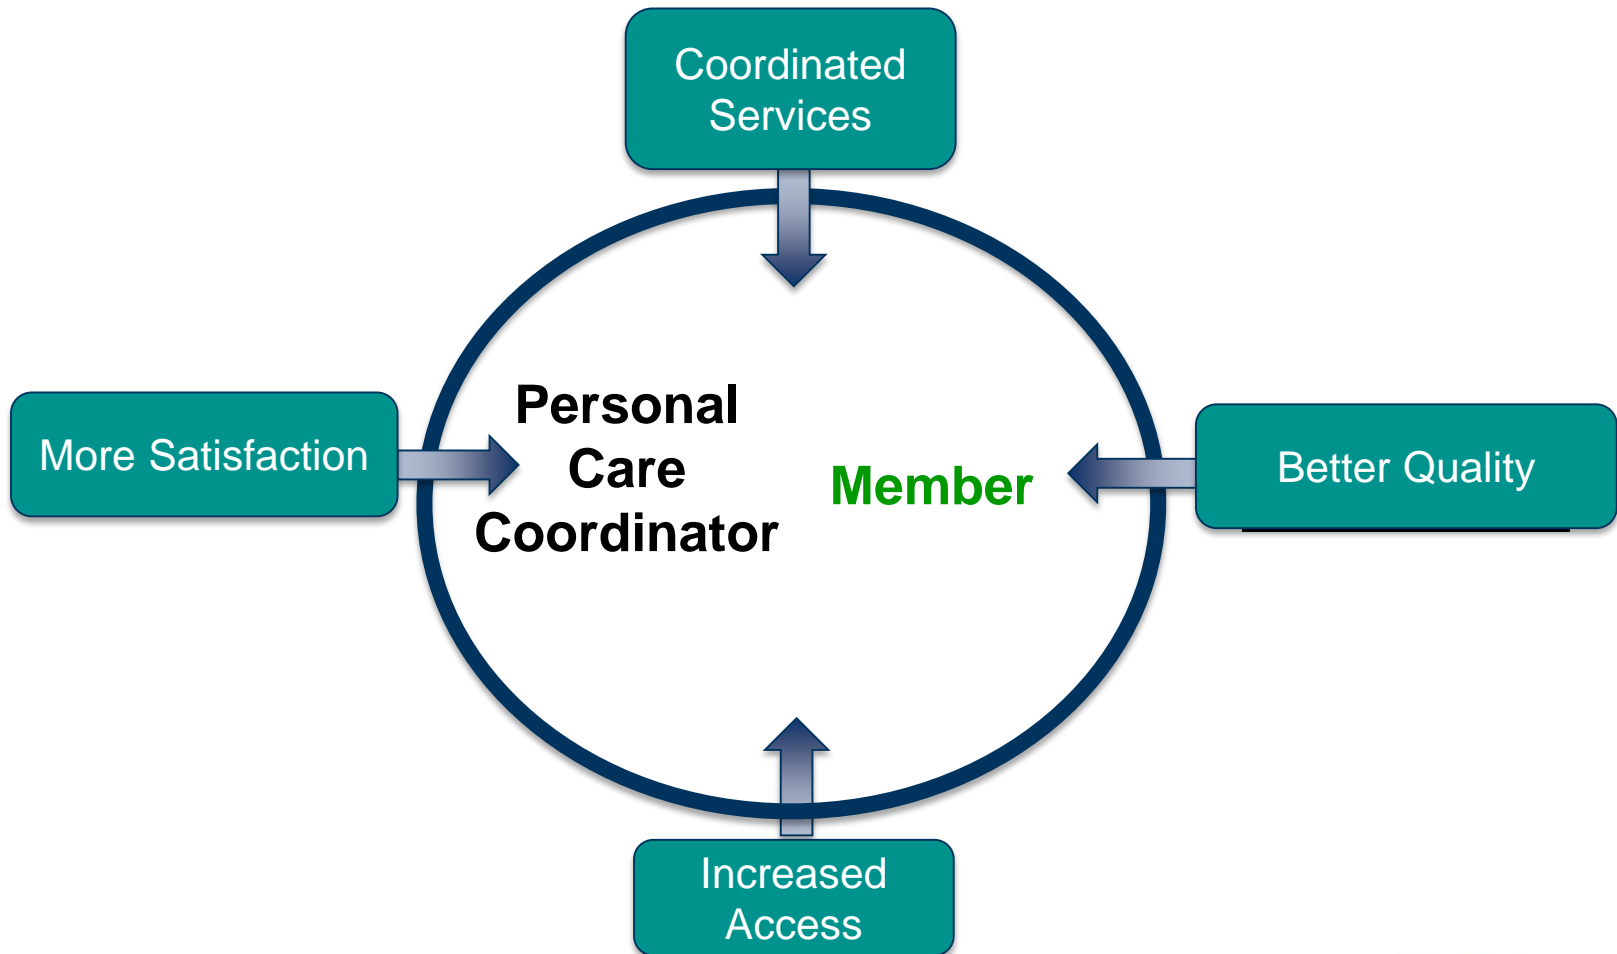 Coordinated
Services
More Satisfaction
Personal
Care
Coordinator
Member
Better Quality
Increased
Access